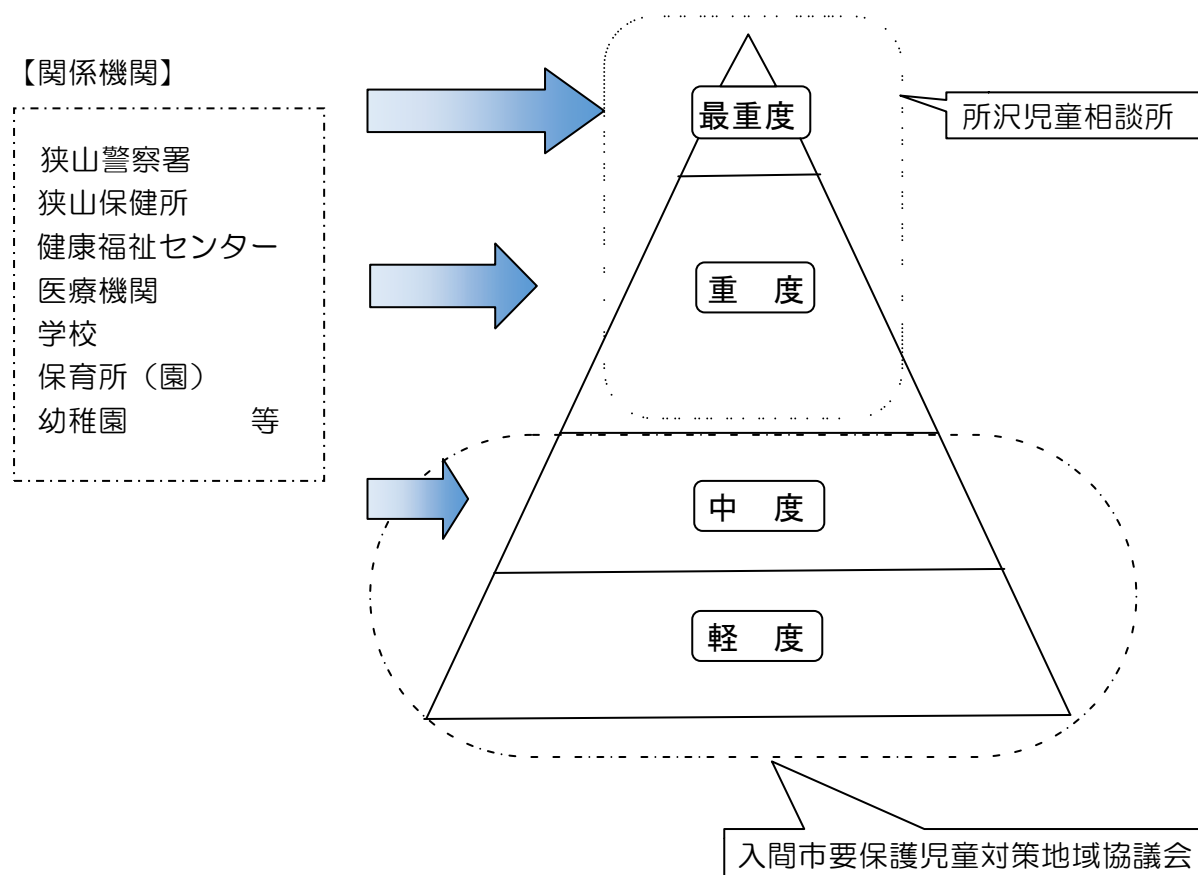 【関係機関】
狭山警察署
狭山保健所
健康福祉センター
医療機関
学校
保育所（園）
幼稚園　　　　等
最重度
所沢児童相談所
重　度
中　度
軽　度
入間市要保護児童対策地域協議会